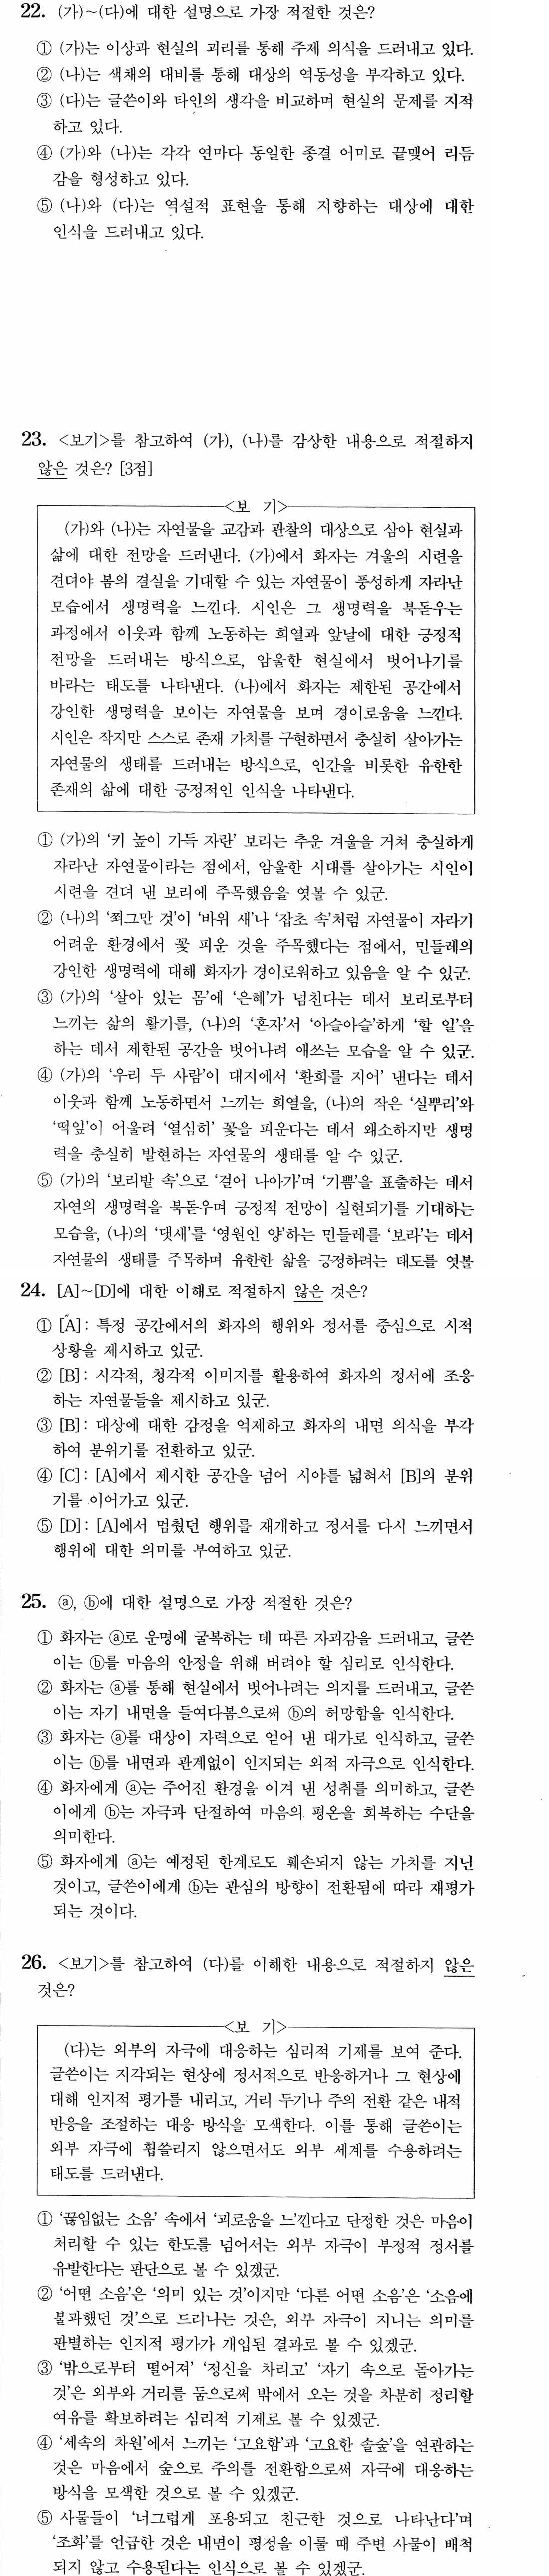 22. (가)~(다)에 대한 설명으로 가장 적절한 것은?
① (가)는 이상과 현실의 괴리를 통해 주제 의식을 드러내고 있다.
② (나)는 색채의 대비를 통해 대상의 역동성을 부각하고 있다.
③ (다)는 글쓴이와 타인의 생각을 비교하며 현실의 문제를 지적
하고 있다.
④ (가)와 (나)는 각각 연마다 동일한 종결 어미로 끝맺어 리듬
감을 형성하고 있다.
⑤ (나)와 (다)는 역설적 표현을 통해 지향하는 대상에 대한
인식을 드러내고 있다.
23. <보기>를 참고하여 (가), (나)를 감상한 내용으로 적절하지
않은 것은? [3점]
<보 기>
(가)와 (나)는 자연물을 교감과 관찰의 대상으로 삼아 현실과
삶에 대한 전망을 드러낸다. (가)에서 화자는 겨울의 시련을
견뎌야 봄의 결실을 기대할 수 있는 자연물이 풍성하게 자라난
모습에서 생명력을 느낀다. 시인은 그 생명력을 북돋우는
과정에서 이웃과 함께 노동하는 희열과 앞날에 대한 긍정적
전망을 드러내는 방식으로, 암울한 현실에서 벗어나기를
바라는 태도를 나타낸다. (나)에서 화자는 제한된 공간에서
강인한 생명력을 보이는 자연물을 보며 경이로움을 느낀다.
시인은 작지만 스스로 존재 가치를 구현하면서 충실히 살아가는
자연물의 생태를 드러내는 방식으로, 인간을 비롯한 유한한
존재의 삶에 대한 긍정적인 인식을 나타낸다.
① (가)의 ‘키 높이 가득 자란’ 보리는 추운 겨울을 거쳐 충실하게
자라난 자연물이라는 점에서, 암울한 시대를 살아가는 시인이
시련을 견뎌 낸 보리에 주목했음을 엿볼 수 있군.
② (나)의 ‘쬐그만 것’이 ‘바위 새’나 ‘잡초 속’처럼 자연물이 자라기
어려운 환경에서 꽃 피운 것을 주목했다는 점에서, 민들레의
강인한 생명력에 대해 화자가 경이로워하고 있음을 알 수 있군.
③ (가)의 ‘살아 있는 몸’에 ‘은혜’가 넘친다는 데서 보리로부터
느끼는 삶의 활기를, (나)의 ‘혼자’서 ‘아슬아슬’하게 ‘할 일’을
하는 데서 제한된 공간을 벗어나려 애쓰는 모습을 알 수 있군.
④ (가)의 ‘우리 두 사람’이 대지에서 ‘환희를 지어’ 낸다는 데서
이웃과 함께 노동하면서 느끼는 희열을, (나)의 작은 ‘실뿌리’와
‘떡잎’이 어울려 ‘열심히’ 꽃을 피운다는 데서 왜소하지만 생명
력을 충실히 발현하는 자연물의 생태를 알 수 있군.
⑤ (가)의 ‘보리밭 속’으로 ‘걸어 나아가’며 ‘기쁨’을 표출하는 데서
자연의 생명력을 북돋우며 긍정적 전망이 실현되기를 기대하는
모습을, (나)의 ‘댓새’를 ‘영원인 양’하는 민들레를 ‘보라’는 데서
자연물의 생태를 주목하며 유한한 삶을 긍정하려는 태도를 엿볼
24. [A]~[D]에 대한 이해로 적절하지 않은 것은?
① [A]: 특정 공간에서의 화자의 행위와 정서를 중심으로 시적
상황을 제시하고 있군.
② [B]: 시각적, 청각적 이미지를 활용하여 화자의 정서에 조응
하는 자연물들을 제시하고 있군.
③ [B]: 대상에 대한 감정을 억제하고 화자의 내면 의식을 부각
하여 분위기를 전환하고 있군.
④ [C]: [A]에서 제시한 공간을 넘어 시야를 넓혀서 [B]의 분위
기를 이어가고 있군.
⑤ [D]: [A]에서 멈췄던 행위를 재개하고 정서를 다시 느끼면서
행위에 대한 의미를 부여하고 있군.
25. ⓐ, ⓑ에 대한 설명으로 가장 적절한 것은?
① 화자는 ⓐ로 운명에 굴복하는 데 따른 자괴감을 드러내고, 글쓴
이는 ⓑ를 마음의 안정을 위해 버려야 할 심리로 인식한다.
② 화자는 ⓐ를 통해 현실에서 벗어나려는 의지를 드러내고, 글쓴
이는 자기 내면을 들여다봄으로써 ⓑ의 허망함을 인식한다.
③ 화자는 ⓐ를 대상이 자력으로 얻어 낸 대가로 인식하고, 글쓴
이는 ⓑ를 내면과 관계없이 인지되는 외적 자극으로 인식한다.
④ 화자에게 ⓐ는 주어진 환경을 이겨 낸 성취를 의미하고, 글쓴
이에게 ⓑ는 자극과 단절하여 마음의 평온을 회복하는 수단을
의미한다.
⑤ 화자에게 ⓐ는 예정된 한계로도 훼손되지 않는 가치를 지닌
것이고, 글쓴이에게 ⓑ는 관심의 방향이 전환됨에 따라 재평가
되는 것이다.
26. <보기>를 참고하여 (다)를 이해한 내용으로 적절하지 않은
것은?
<보 기>
(다)는 외부의 자극에 대응하는 심리적 기제를 보여 준다.
글쓴이는 지각되는 현상에 정서적으로 반응하거나 그 현상에
대해 인지적 평가를 내리고, 거리 두기나 주의 전환 같은 내적
반응을 조절하는 대응 방식을 모색한다. 이를 통해 글쓴이는
외부 자극에 휩쓸리지 않으면서도 외부 세계를 수용하려는
태도를 드러낸다.
① ‘끊임없는 소음’ 속에서 ‘괴로움을 느’낀다고 단정한 것은 마음이
처리할 수 있는 한도를 넘어서는 외부 자극이 부정적 정서를
유발한다는 판단으로 볼 수 있겠군.
② ‘어떤 소음’은 ‘의미 있는 것’이지만 ‘다른 어떤 소음’은 ‘소음에
불과했던 것’으로 드러나는 것은, 외부 자극이 지니는 의미를
판별하는 인지적 평가가 개입된 결과로 볼 수 있겠군.
③ ‘밖으로부터 떨어져’ ‘정신을 차리고’ ‘자기 속으로 돌아가는
것’은 외부와 거리를 둠으로써 밖에서 오는 것을 차분히 정리할
여유를 확보하려는 심리적 기제로 볼 수 있겠군.
④ ‘세속의 차원’에서 느끼는 ‘고요함’과 ‘고요한 솔숲’을 연관하는
것은 마음에서 숲으로 주의를 전환함으로써 자극에 대응하는
방식을 모색한 것으로 볼 수 있겠군.
⑤ 사물들이 ‘너그럽게 포용되고 친근한 것으로 나타난다’며
‘조화’를 언급한 것은 내면이 평정을 이룰 때 주변 사물이 배척
되지 않고 수용된다는 인식으로 볼 수 있겠군.